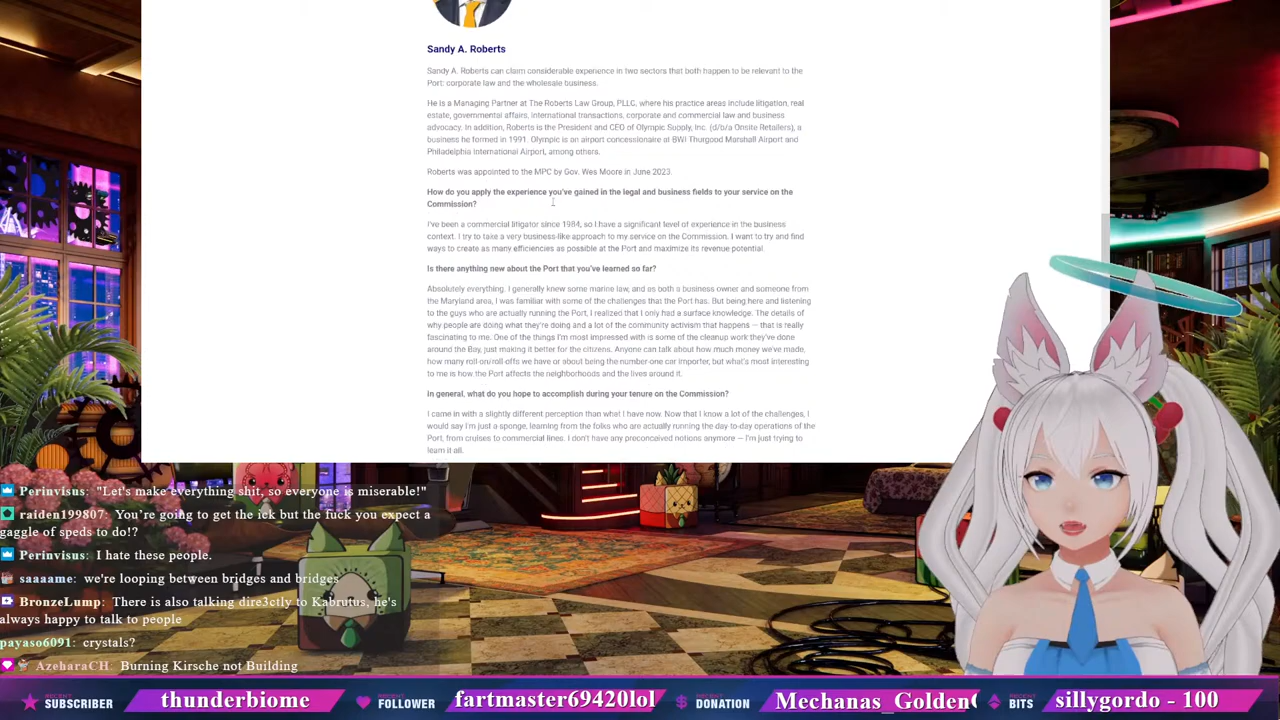 Sandy A. Roberts
Sandy A. Roberts can claim considerable experience in two sectors that both happen to be relevant to the
Port: corporate law and the wholesale business.
He is a Managing Partner at The Roberts Law Group, PLLC, where his practice areas include litigation, real
estate, governmental affairs, international transactions, corporate and commercial law and business
advocacy. In addition, Roberts is the President and CEO of Olympic Supply, Inc. (d/b/a Onsite Retailers), a
business he formed in 1991. Olympic is an airport concessionaire at BWI Thurgood Marshall Airport and
Philadelphia International Airport, among others.
Roberts was appointed to the MPC by Gov. Wes Moore in June 2023.
How do you apply the experience you've gained in the legal and business fields to your service on the
Commission?
I've been a commercial litigator since 1984, so I have a significant level of experience in the business
context. I try to take a very business-like approach to my service on the Commission. I want to try and find
ways to create as many efficiencies as possible at the Port and maximize its revenue potential.
Is there anything new about the Port that you've learned so far?
Absolutely everything. I generally knew some marine law, and as both a business owner and someone from
the Maryland area, I was familiar with some of the challenges that the Port has. But being here and listening
to the guys who are actually running the Port, I realized that I only had a surface knowledge. The details of
why people are doing what they're doing and a lot of the community activism that happens — that is really
fascinating to me. One of the things I'm most impressed with is some of the cleanup work they've done
around the Bay, just making it better for the citizens. Anyone can talk about how much money we've made,
how many roll-on/roll offs we have or about being the number-one car importer, but what's most interesting
to me is how the Port affects the neighborhoods and the lives around it.
In general, what do you hope to accomplish during your tenure on the Commission?
I came in with a slightly different perception than what I have now. Now that I know a lot of the challenges, I
would say I'm just a sponge, learning from the folks who are actually running the day-to-day operations of the
Port, from cruises to commercial lines. I don't have any preconceived notions anymore — I'm just trying to
learn it all.
Perinvisus: "Let's make everything shit, so everyone is miserable!"
raiden199807: You're going to get the ick but the fuck you expect a
gaggle of speds to do!?
Perinvisus: I hate these people.
saaaame: we're looping between bridges and bridges
BronzeLump: There is also talking dire3ctly to Kabrutus, he's
always happy to talk to people
payaso6091: crystals?
AzeharaCH: Burning Kirsche not Building
RECENT SUBSCRIBER thunderbiome RECENT FOLLOWER fartmaster69420lol RECENT DONATION Mechanas_Golden RECENT BITS sillygordo - 100